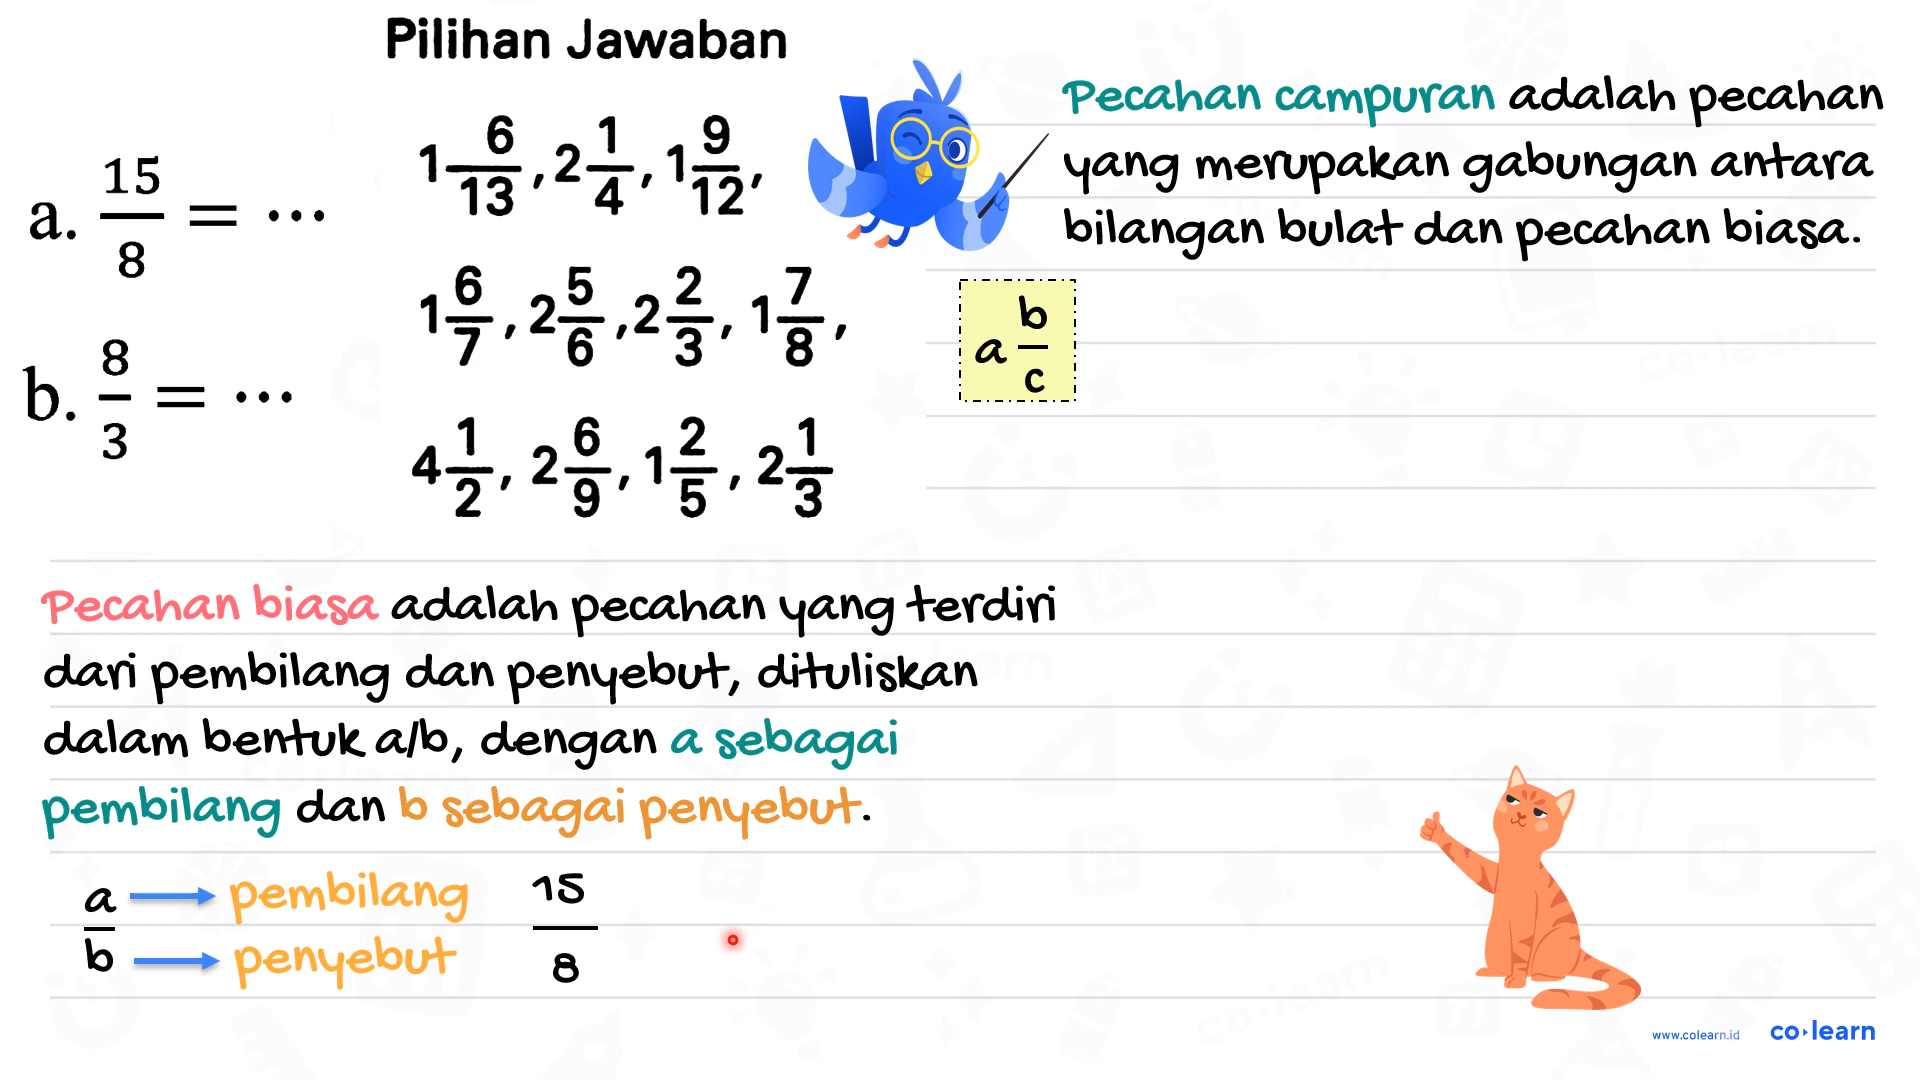 Pilihan Jawaban
a. 15/8 = ...
b. 8/3 = ...
1 6/13, 2 1/4, 1 9/12,
1 6/7, 2 5/6, 2 2/3, 1 7/8,
4 1/2, 2 6/9, 1 2/5, 2 1/3
Pecahan campuran adalah pecahan
yang merupakan gabungan antara
bilangan bulat dan pecahan biasa.
a b/c
Pecahan biasa adalah pecahan yang terdiri
dari pembilang dan penyebut, dituliskan
dalam bentuk a/b, dengan a sebagai
pembilang dan b sebagai penyebut.
a → pembilang
b → penyebut
15
8
www.colearn.id co learn